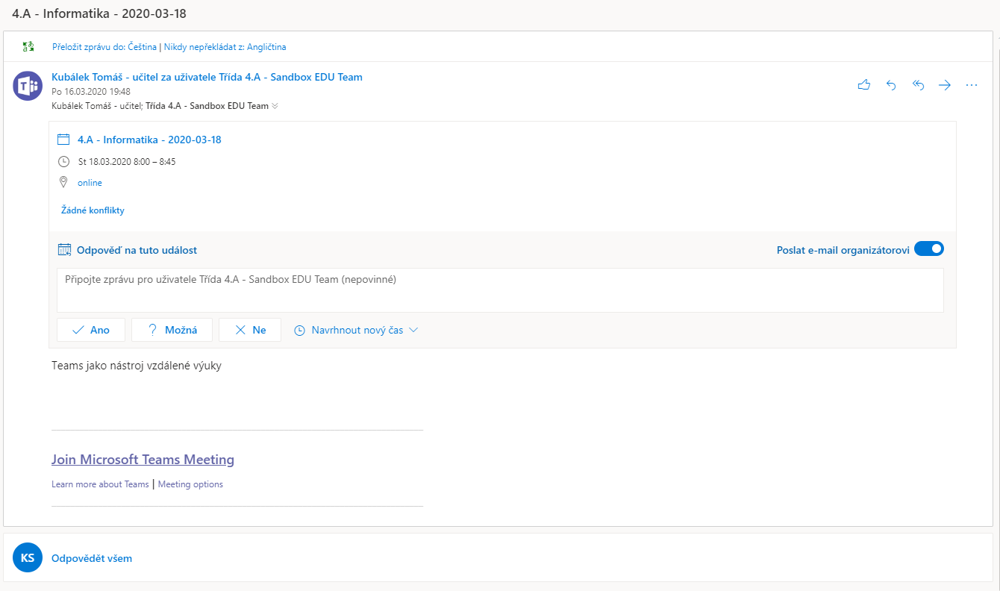 4.A - Informatika - 2020-03-18
Přeložit zprávu do: Čeština | Nikdy nepřekládat z: Angličtina
Kubálek Tomáš - učitel za uživatele Třída 4.A - Sandbox EDU Team
Po 16.03.2020 19:48
Kubálek Tomáš - učitel; Třída 4.A - Sandbox EDU Team
4.A - Informatika - 2020-03-18
St 18.03.2020 8:00 – 8:45
online
Žádné konflikty
Odpověď na tuto událost Poslat e-mail organizátorovi
Připojte zprávu pro uživatele Třída 4.A - Sandbox EDU Team (nepovinné)
Ano ? Možná Ne Navrhnout nový čas
Teams jako nástroj vzdálené výuky
Join Microsoft Teams Meeting
Learn more about Teams | Meeting options
KS Odpovědět všem